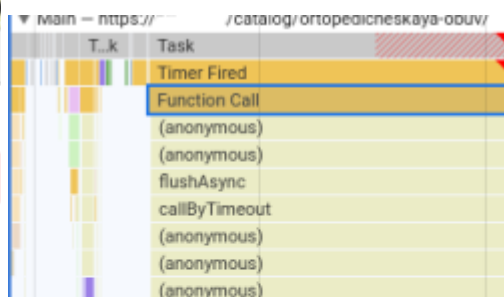 ▼ Main — https:// /catalog/ortopedicheskaya-obuv/
T...k Task
Timer Fired
Function Call
(anonymous)
(anonymous)
flushAsync
callByTimeout
(anonymous)
(anonymous)
(anonymous)